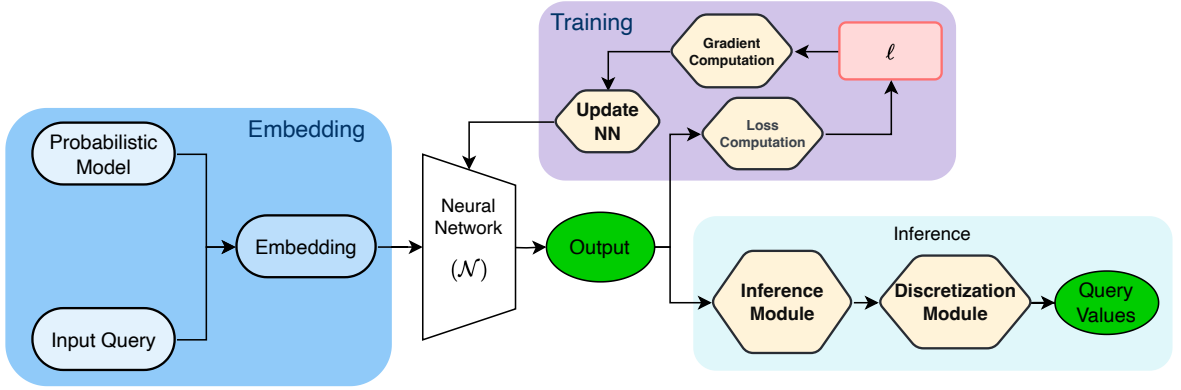 Training
Gradient
Computation
ℓ
Update
NN
Loss
Computation
Embedding
Probabilistic
Model
Embedding
Input Query
Neural
Network
(𝒩)
Output
Inference
Inference
Module
Discretization
Module
Query
Values